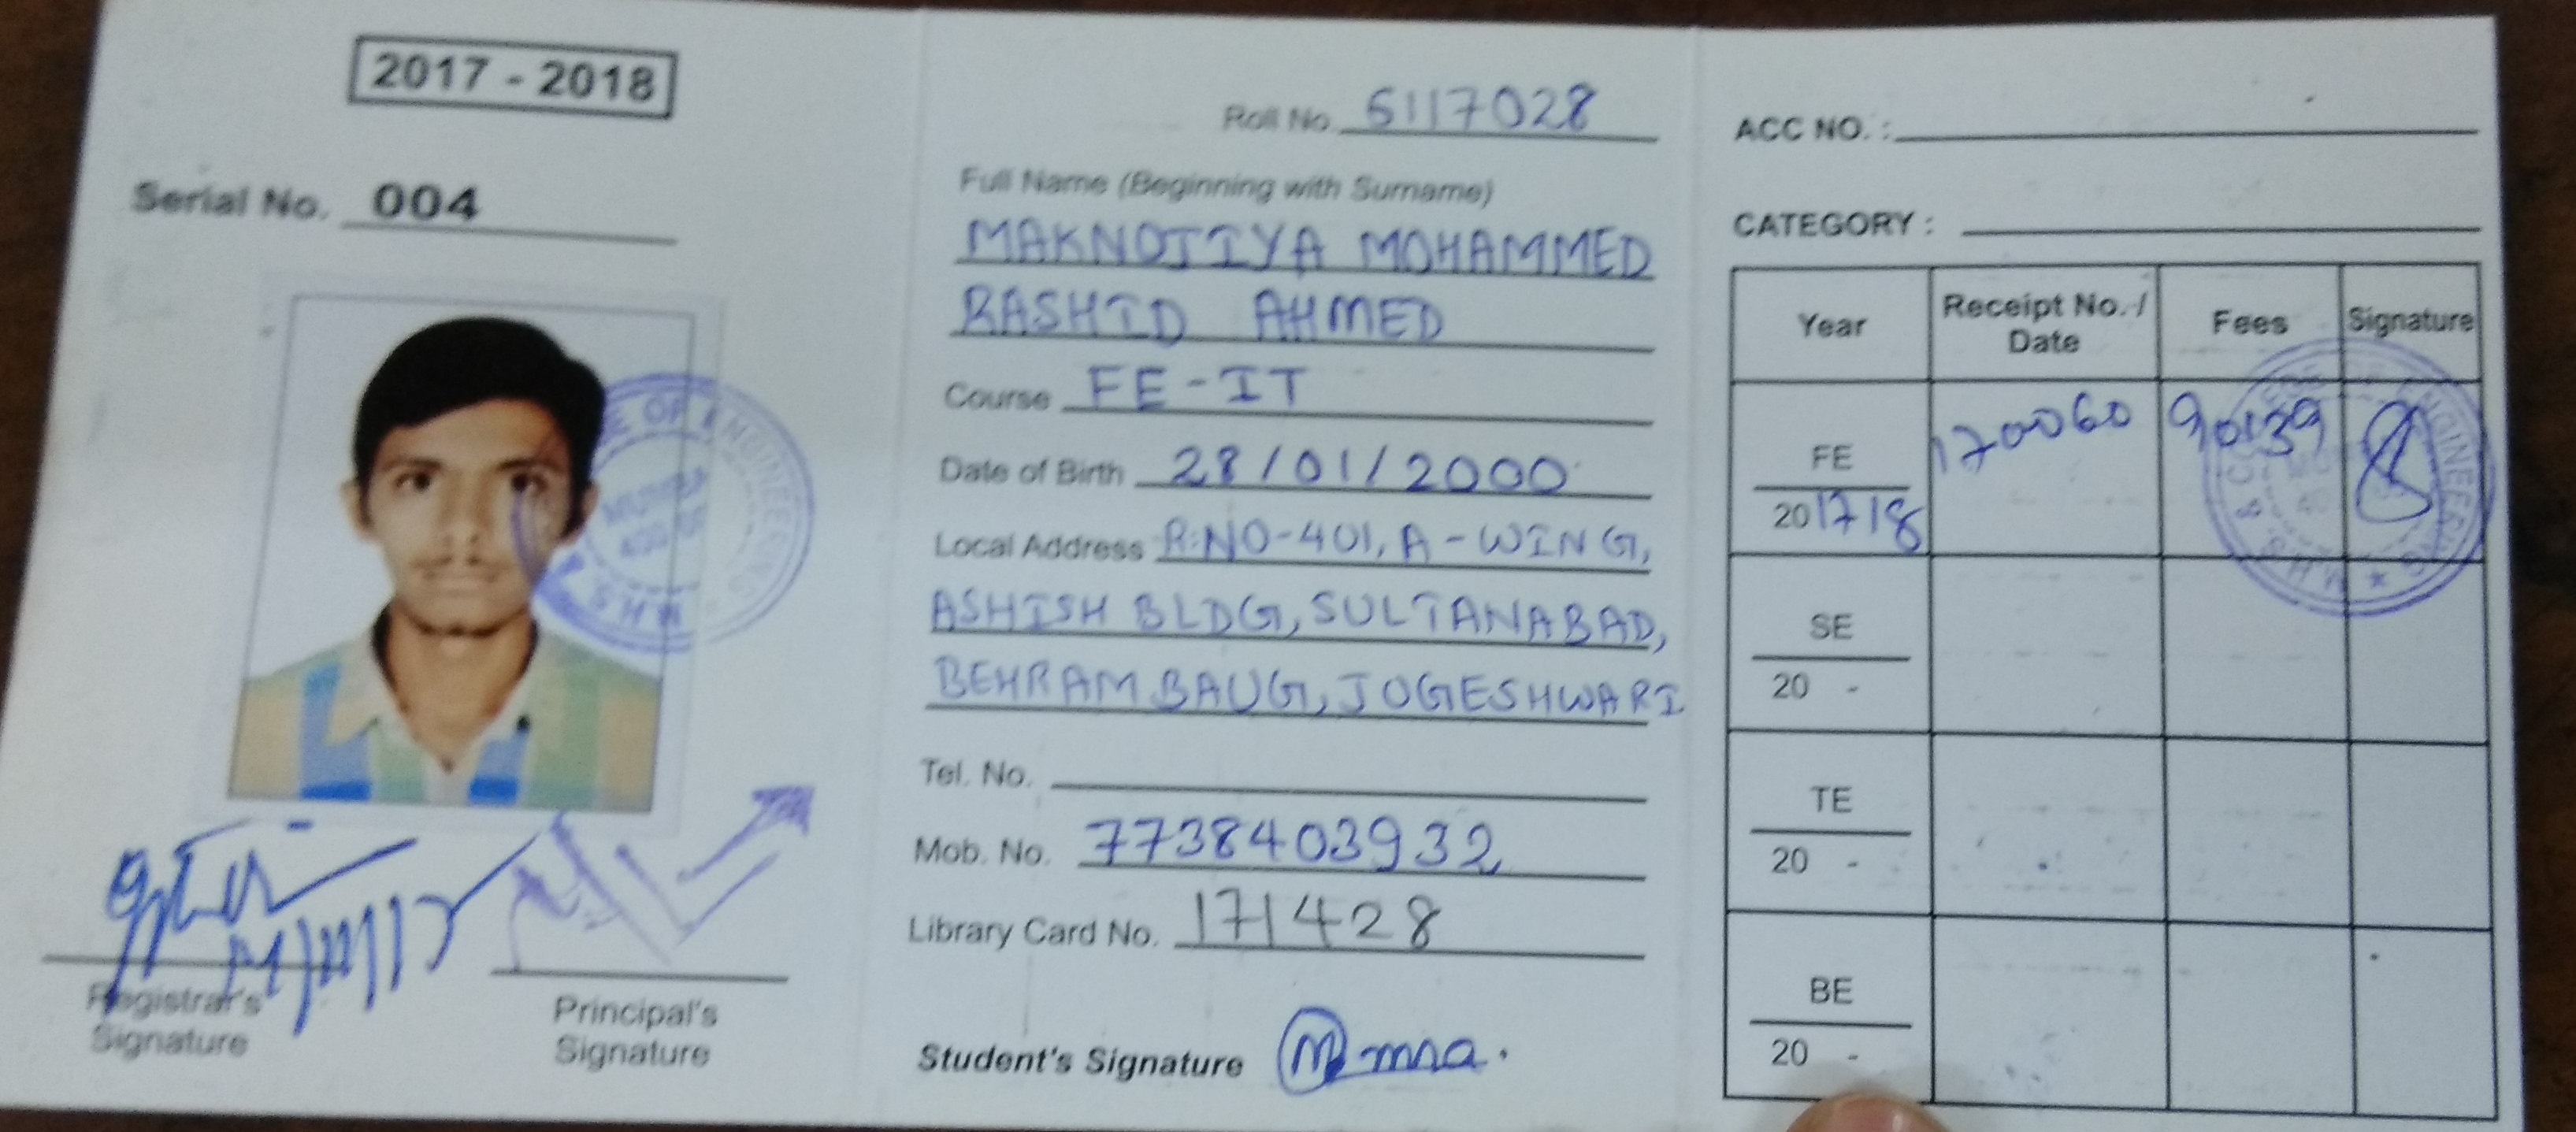 2017 - 2018
Serial No. 004
Registrar's
Signature
Principal's
Signature
Roll No. 5117028
Full Name (Beginning with Surname)
MAKNOJIYA MOHAMMED
RASHID AHMED
Course FE-IT
Date of Birth 28/01/2000
Local Address R.NO-401, A-WING,
ASHISH BLDG, SULTANABAD,
BEHRAM BAUG, JOGESHWARI
Tel. No.
Mob. No. 7738403932
Library Card No. 171428
Student's Signature
ACC NO. :
CATEGORY :
Year Receipt No. / Date Fees Signature
FE 170060 90139
2017 18
SE
20 -
TE
20 -
BE
20 -